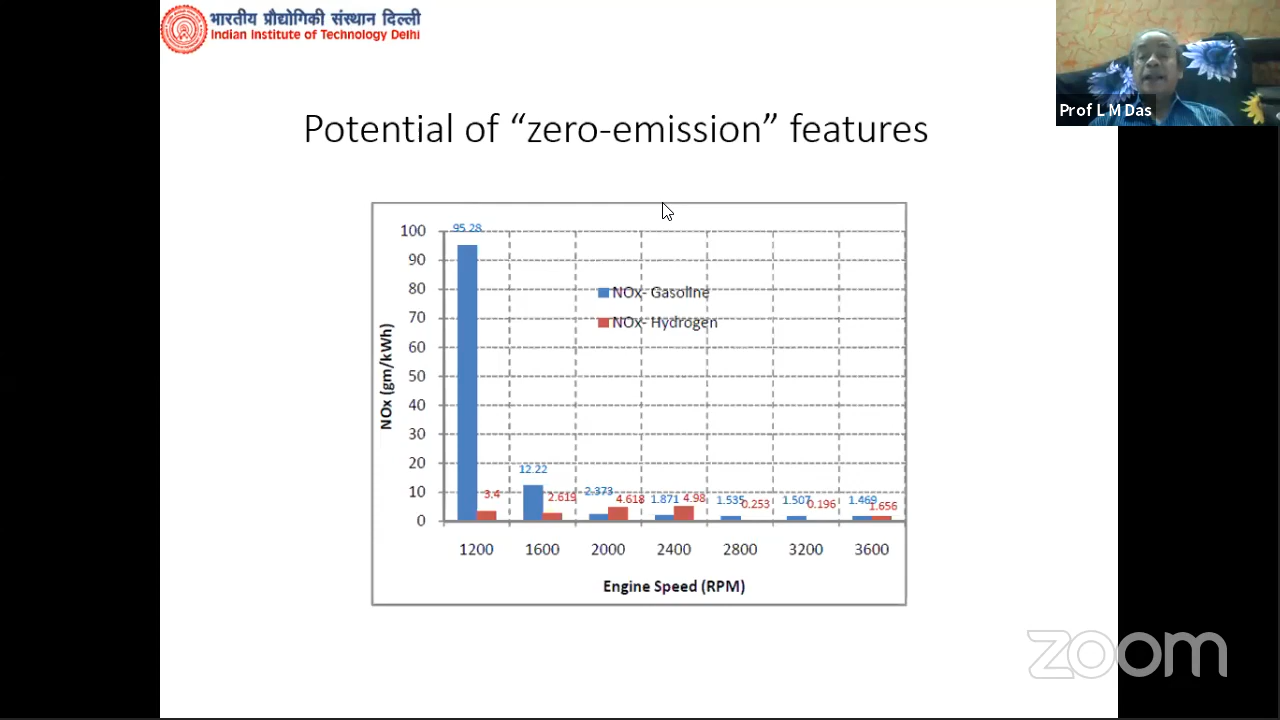 भारतीय प्रौद्योगिकी संस्थान दिल्ली
Indian Institute of Technology Delhi
Prof L M Das
Potential of “zero-emission” features
NOx- Gasoline
NOx- Hydrogen
NOx (gm/kWh)
100
90
80
70
60
50
40
30
20
10
0
95.28
3.4
12.22
2.619
2.373
4.618
1.871
4.98
1.535
0.253
1.507
0.196
1.469
1.656
1200 1600 2000 2400 2800 3200 3600
Engine Speed (RPM)
zoom